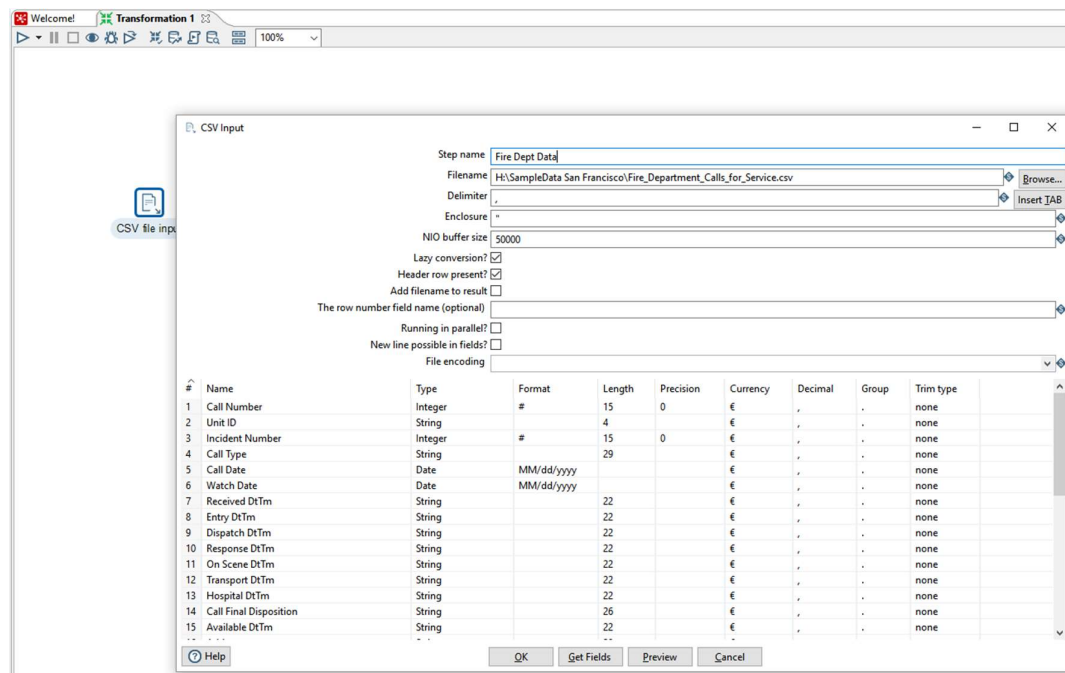 Welcome! Transformation 1
100%
CSV file inpu
CSV Input
Step name Fire Dept Data
Filename H:\SampleData San Francisco\Fire_Department_Calls_for_Service.csv Browse...
Delimiter , Insert TAB
Enclosure "
NIO buffer size 50000
Lazy conversion?
Header row present?
Add filename to result
The row number field name (optional)
Running in parallel?
New line possible in fields?
File encoding
# Name Type Format Length Precision Currency Decimal Group Trim type
1 Call Number Integer # 15 0 € , . none
2 Unit ID String 4 € , . none
3 Incident Number Integer # 15 0 € , . none
4 Call Type String 29 € , . none
5 Call Date Date MM/dd/yyyy € , . none
6 Watch Date Date MM/dd/yyyy € , . none
7 Received DtTm String 22 € , . none
8 Entry DtTm String 22 € , . none
9 Dispatch DtTm String 22 € , . none
10 Response DtTm String 22 € , . none
11 On Scene DtTm String 22 € , . none
12 Transport DtTm String 22 € , . none
13 Hospital DtTm String 22 € , . none
14 Call Final Disposition String 26 € , . none
15 Available DtTm String 22 € , . none
Help OK Get Fields Preview Cancel